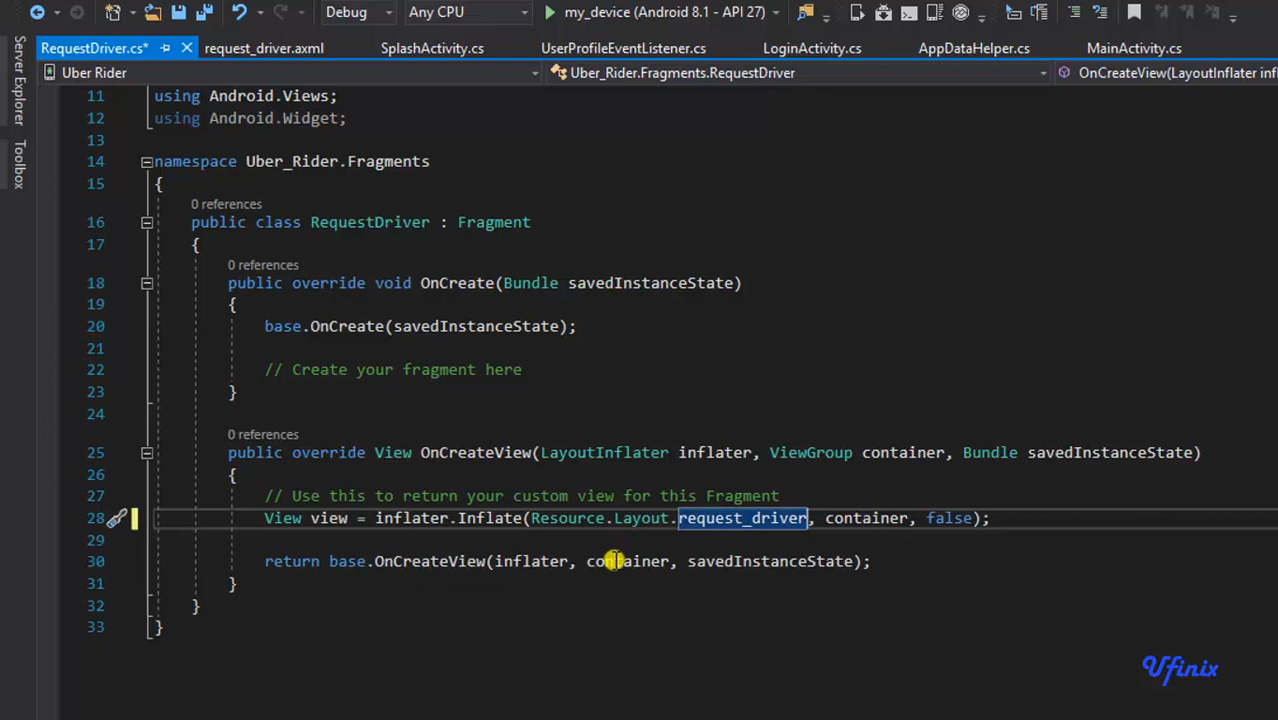 Debug
Any CPU
my_device (Android 8.1 - API 27)
RequestDriver.cs*
request_driver.axml
SplashActivity.cs
UserProfileEventListener.cs
LoginActivity.cs
AppDataHelper.cs
MainActivity.cs
Server Explorer
Toolbox
Uber Rider
Uber_Rider.Fragments.RequestDriver
OnCreateView(LayoutInflater infl
11 using Android.Views;
12 using Android.Widget;
13
14 namespace Uber_Rider.Fragments
15 {
0 references
16 public class RequestDriver : Fragment
17 {
0 references
18 public override void OnCreate(Bundle savedInstanceState)
19 {
20 base.OnCreate(savedInstanceState);
21
22 // Create your fragment here
23 }
24
0 references
25 public override View OnCreateView(LayoutInflater inflater, ViewGroup container, Bundle savedInstanceState)
26 {
27 // Use this to return your custom view for this Fragment
28 View view = inflater.Inflate(Resource.Layout.request_driver, container, false);
29
30 return base.OnCreateView(inflater, container, savedInstanceState);
31 }
32 }
33 }
Ufinix